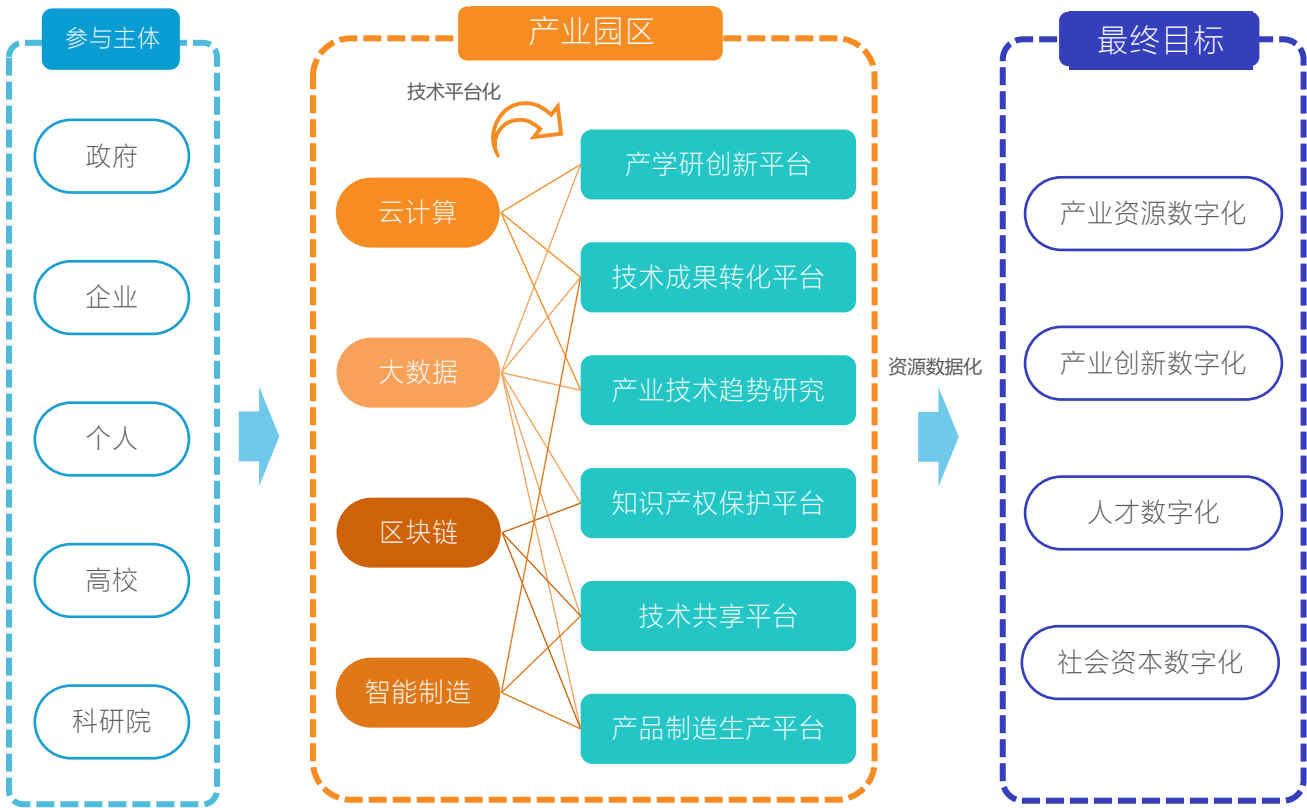 参与主体
政府
企业
个人
高校
科研院
产业园区
技术平台化
云计算
大数据
区块链
智能制造
产学研创新平台
技术成果转化平台
产业技术趋势研究
知识产权保护平台
技术共享平台
产品制造生产平台
资源数据化
最终目标
产业资源数字化
产业创新数字化
人才数字化
社会资本数字化